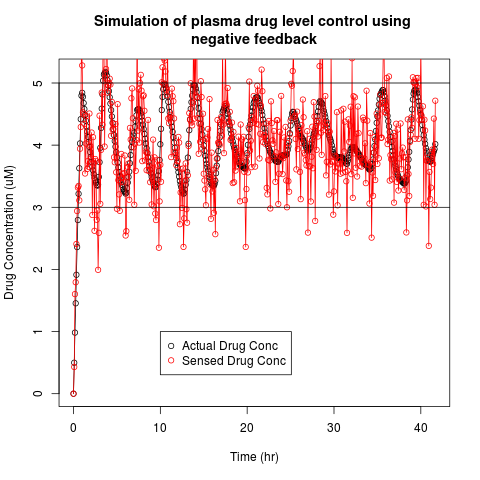 Simulation of plasma drug level control using
negative feedback
Drug Concentration (uM)
5
4
3
2
1
0
Actual Drug Conc
Sensed Drug Conc
0 10 20 30 40
Time (hr)